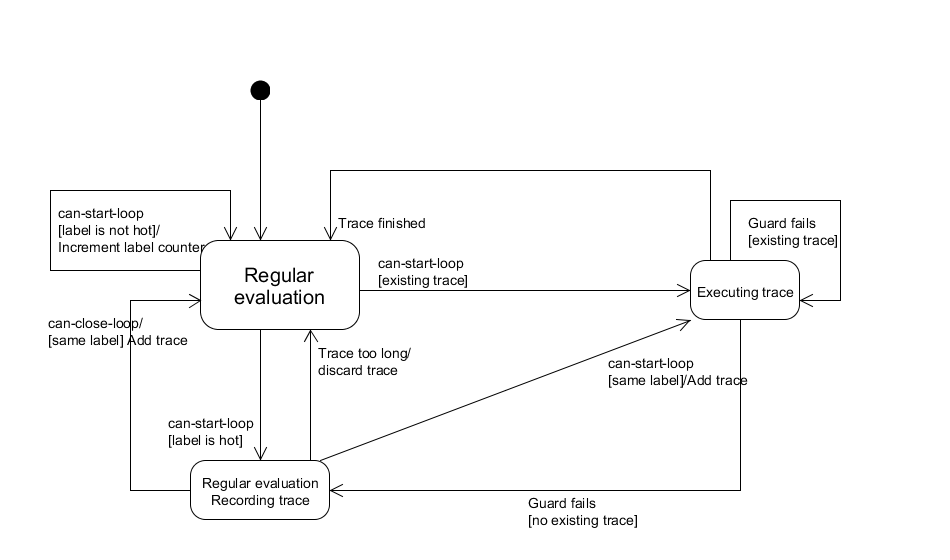 can-start-loop
[label is not hot]/
Increment label counter
Trace finished
Guard fails
[existing trace]
Regular
evaluation
can-start-loop
[existing trace]
Executing trace
can-close-loop/
[same label] Add trace
Trace too long/
discard trace
can-start-loop
[same label]/Add trace
can-start-loop
[label is hot]
Regular evaluation
Recording trace
Guard fails
[no existing trace]